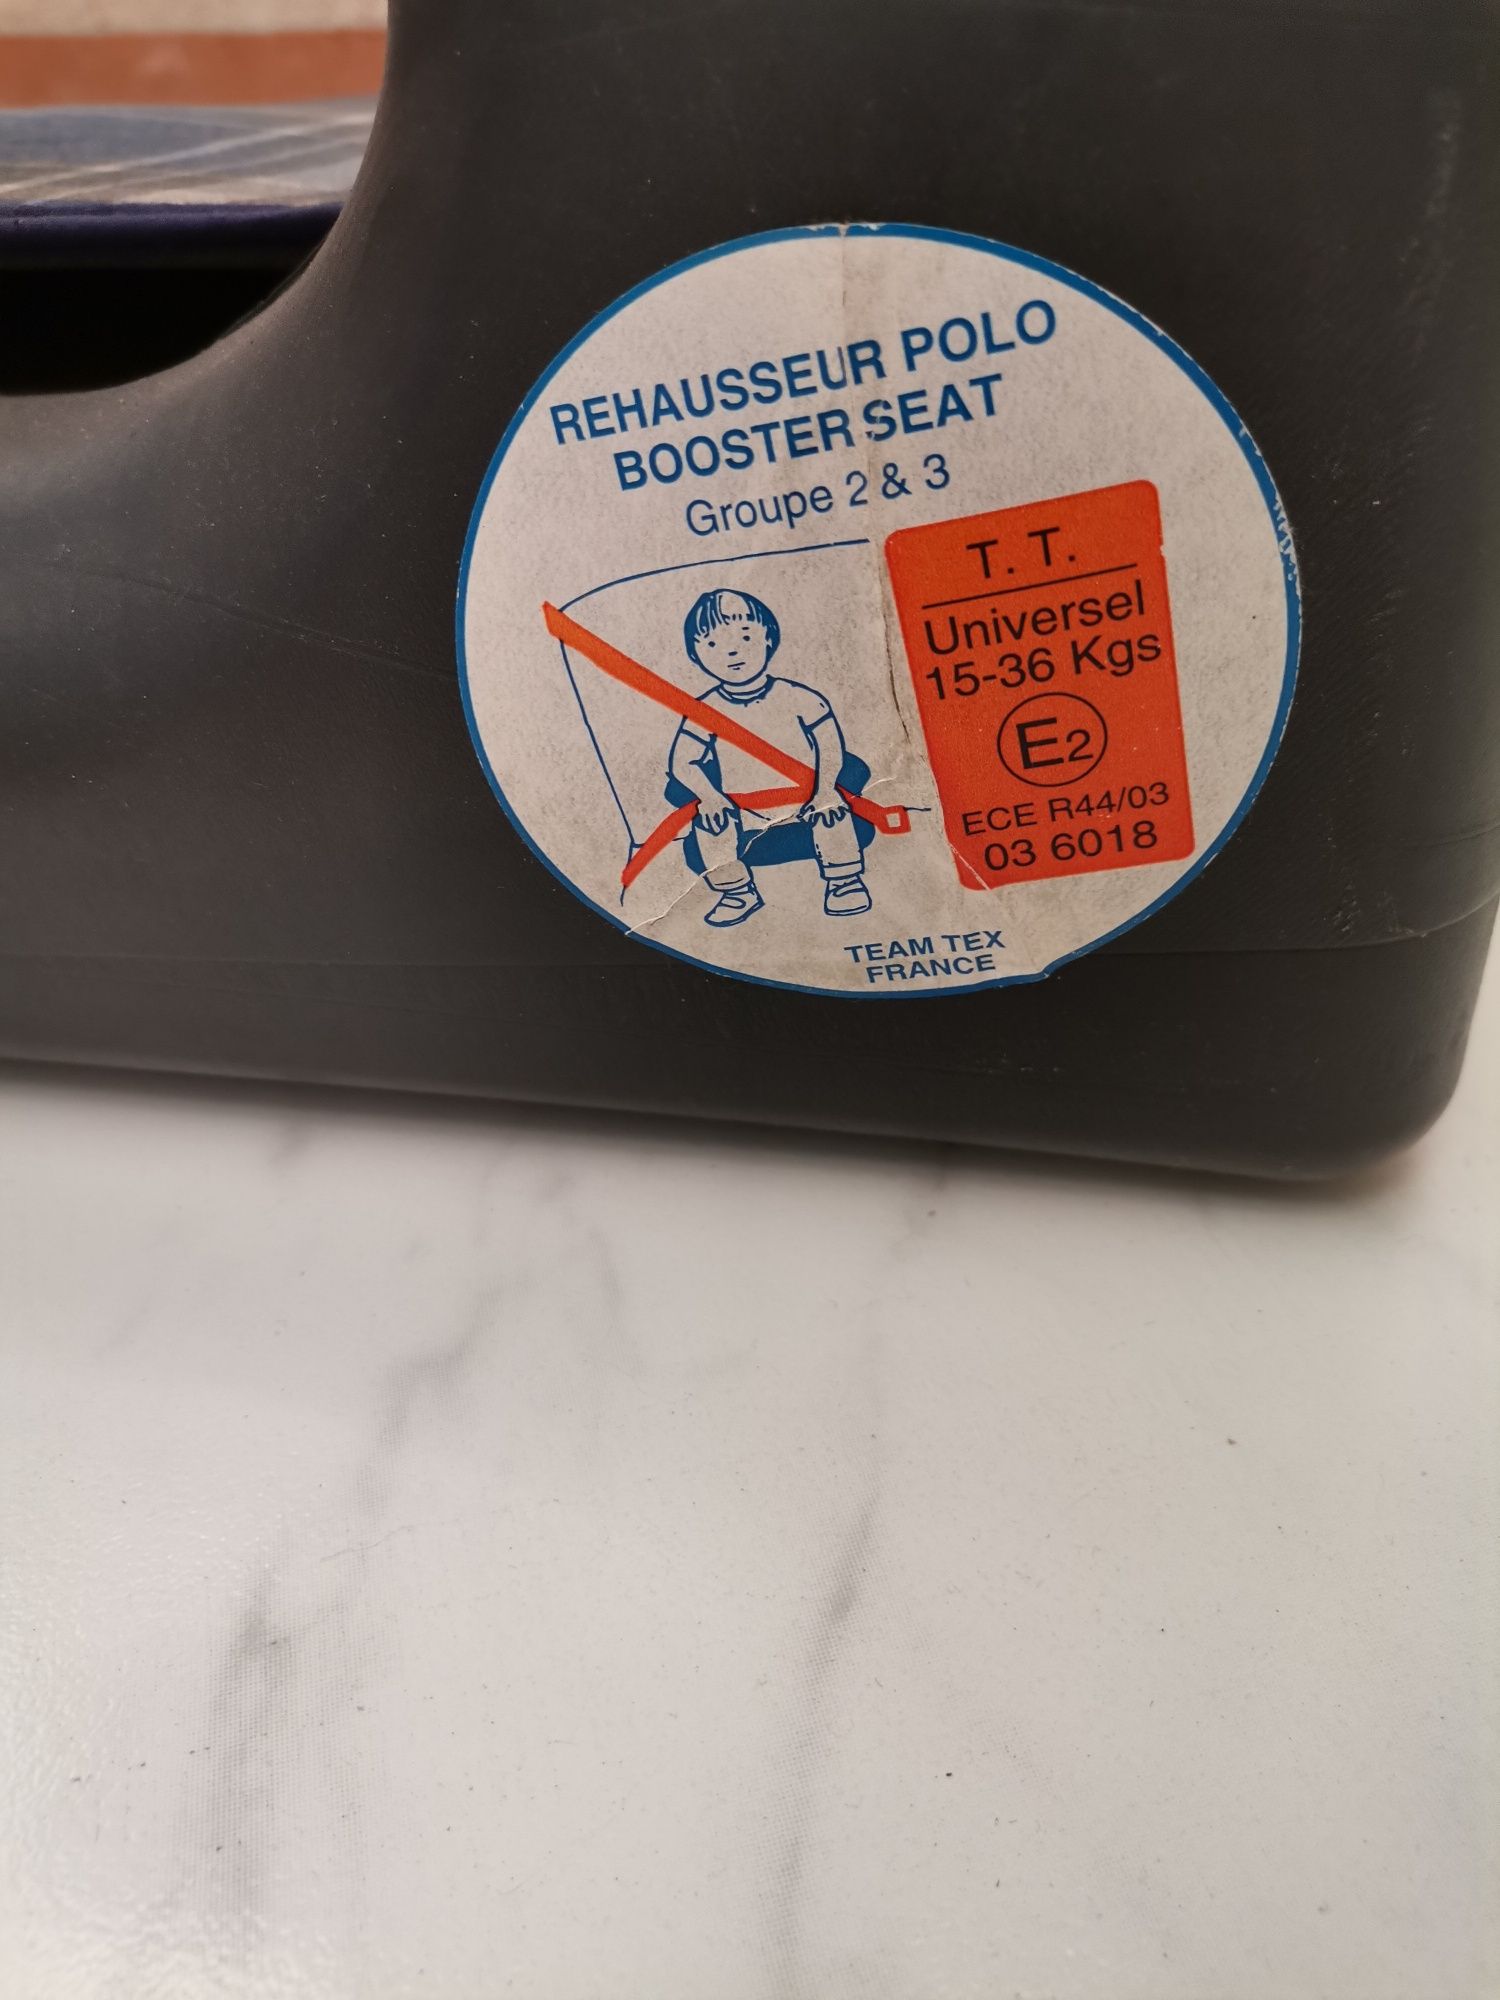 REHAUSSEUR POLO
BOOSTER SEAT
Groupe 2 & 3
T. T.
Universel
15-36 Kgs
E2
ECE R44/03
03 6018
TEAM TEX
FRANCE